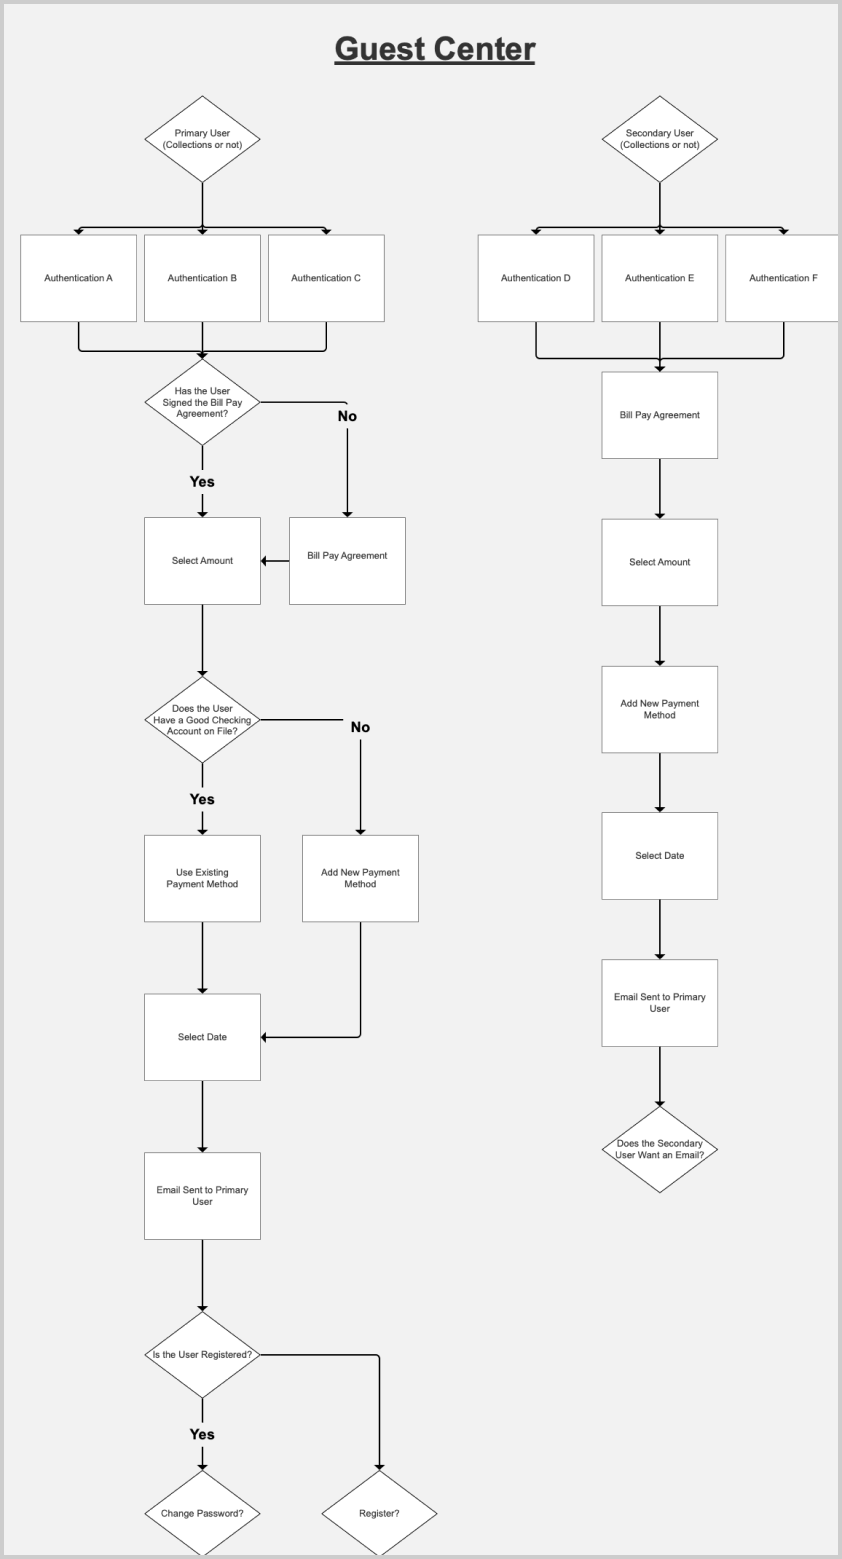 Guest Center
Primary User
(Collections or not)
Secondary User
(Collections or not)
Authentication A
Authentication B
Authentication C
Authentication D
Authentication E
Authentication F
Has the User
Signed the Bill Pay
Agreement?
No
Yes
Bill Pay Agreement
Select Amount
Bill Pay Agreement
Select Amount
Does the User
Have a Good Checking
Account on File?
No
Yes
Add New Payment
Method
Use Existing
Payment Method
Add New Payment
Method
Select Date
Select Date
Email Sent to Primary
User
Email Sent to Primary
User
Does the Secondary
User Want an Email?
Is the User Registered?
Yes
Change Password?
Register?